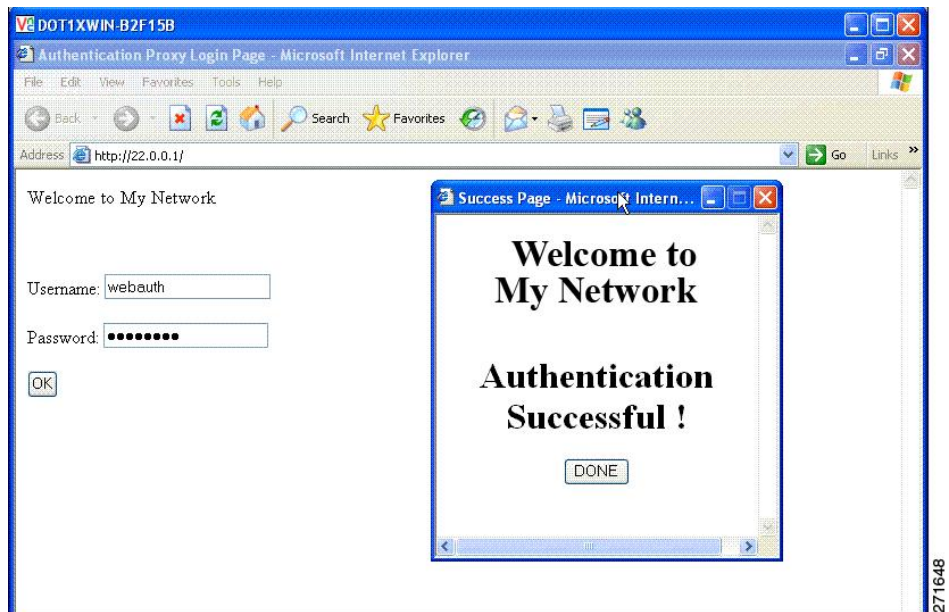 DOT1XWIN-B2F15B
Authentication Proxy Login Page - Microsoft Internet Explorer
File Edit View Favorites Tools Help
Back Search Favorites
Address http://22.0.0.1/ Go Links »
Welcome to My Network
Username: webauth
Password: ●●●●●●●●
OK
Success Page - Microsoft Intern...
Welcome to
My Network
Authentication
Successful !
DONE
271648